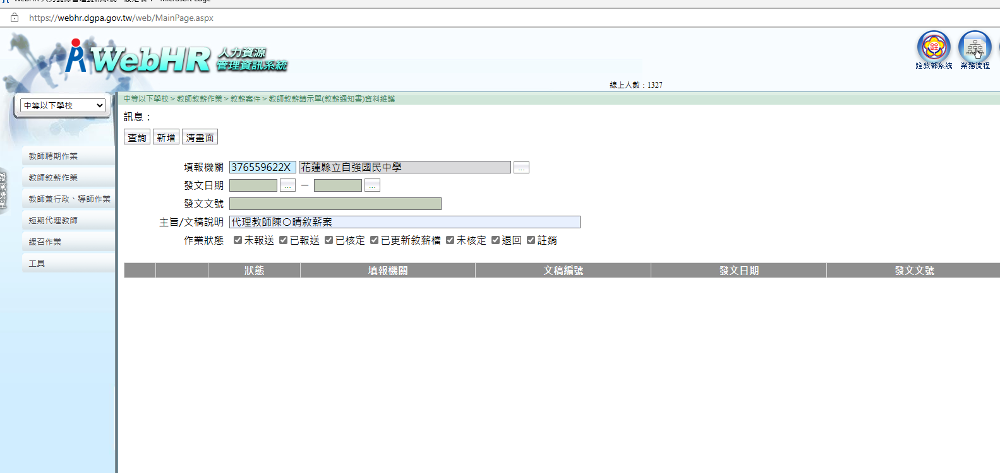 https://webhr.dgpa.gov.tw/web/MainPage.aspx
WebHR 人力資源
管理資訊系統
銓
銓敘部系統 業務流程
線上人數：1327
中等以下學校
中等以下學校 > 教師敘薪作業 > 敘薪案件 > 教師敘薪請示單(敘薪通知書)資料維護
訊息：
查詢 新增 清畫面
教師聘期作業
教師敘薪作業
教師兼行政、導師作業
短期代理教師
緩召作業
工具
隱藏選單
填報機關 376559622X 花蓮縣立自強國民中學 ...
發文日期 ... － ...
發文文號
主旨/文稿說明 代理教師陳〇晴敘薪案
作業狀態 未報送 已報送 已核定 已更新敘薪檔 未核定 退回 註銷
狀態 填報機關 文稿編號 發文日期 發文文號